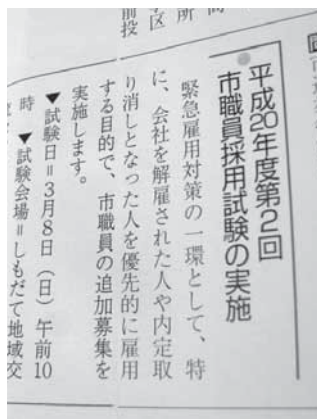 平成20年度第2回
市職員採用試験の実施
緊急雇用対策の一環として、特
に、会社を解雇された人や内定取
り消しとなった人を優先的に雇用
する目的で、市職員の追加募集を
実施します。
▼試験日＝3月8日（日）午前10
時　▼試験会場＝しもだて地域交